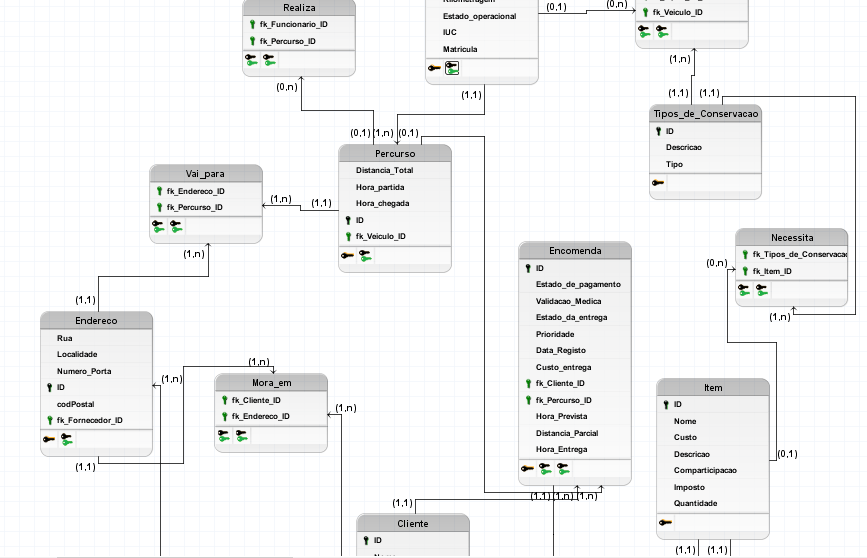 Realiza
fk_Funcionario_ID
fk_Percurso_ID
(0,n)
Estado_operacional
IUC
Matricula
(1,1)
(0,1)
(0,n)
fk_Veiculo_ID
(1,n)
(1,1)
(1,1)
Tipos_de_Conservacao
ID
Descricao
Tipo
(0,1)
(1,n)
(0,1)
Percurso
Distancia_Total
Hora_partida
Hora_chegada
ID
fk_Veiculo_ID
Vai_para
fk_Endereco_ID
fk_Percurso_ID
(1,n)
(1,1)
(1,n)
(1,1)
Necessita
fk_Item_ID
(0,n)
(1,n)
Encomenda
ID
Estado_de_pagamento
Validacao_Medica
Estado_da_entrega
Prioridade
Data_Registo
Custo_entrega
fk_Cliente_ID
fk_Percurso_ID
Hora_Prevista
Distancia_Parcial
Hora_Entrega
(1,1)
(1,n)
(1,n)
Endereco
Rua
Localidade
Numero_Porta
ID
codPostal
fk_Fornecedor_ID
(1,n)
(1,1)
(1,n)
Mora_em
fk_Cliente_ID
fk_Endereco_ID
(1,n)
Item
ID
Nome
Custo
Descricao
Comparticipacao
Imposto
Quantidade
(0,1)
(1,1)
(1,1)
(1,1)
Cliente
ID